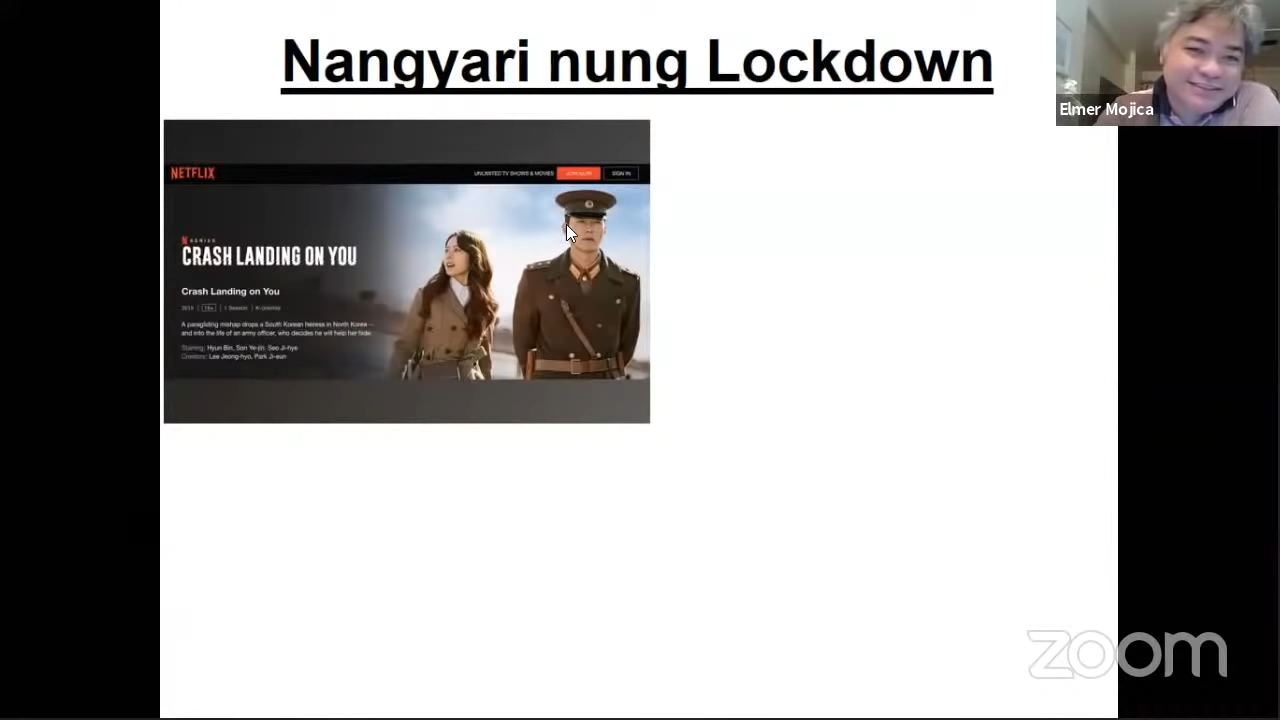 Nangyari nung Lockdown
Elmer Mojica
NETFLIX
UNLIMITED TV SHOWS & MOVIES
JOIN NOW
SIGN IN
N SERIES
CRASH LANDING ON YOU
Crash Landing on You
2019 | | 1 Season | K-dramas
A paragliding mishap drops a South Korean heiress in North Korea –
and into the life of an army officer, who decides he will help her hide.
Starring: Hyun Bin, Son Ye-jin, Seo Ji-hye
Creators: Lee Jeong-hyo, Park Ji-eun
zoom